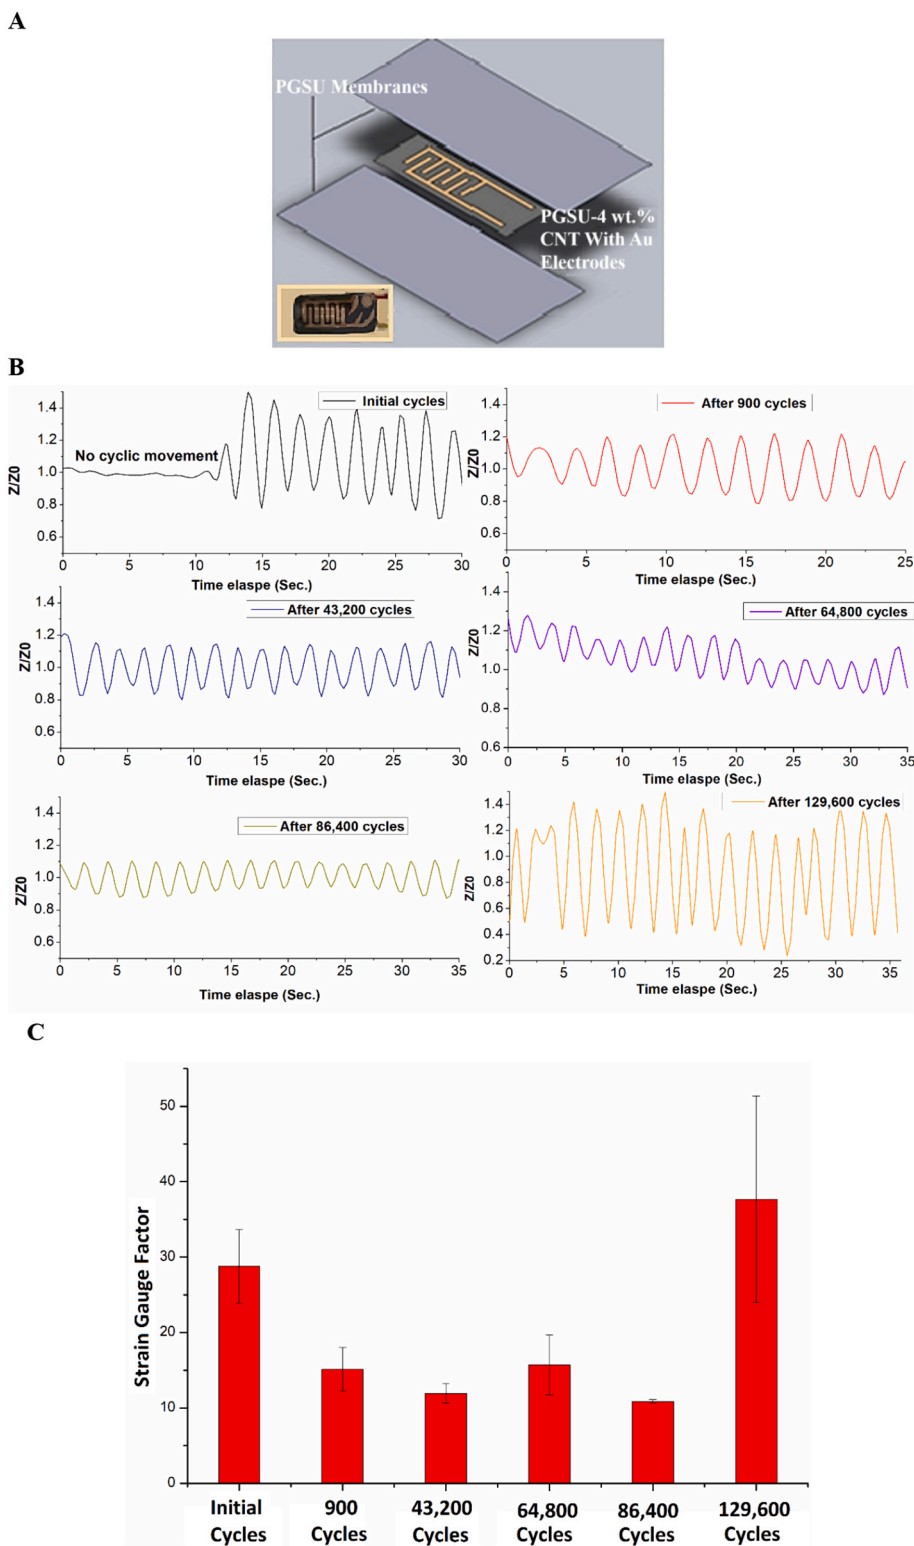 A
PGSU Membranes
PGSU-4 wt.%
CNT With Au
Electrodes
B
Initial cycles
No cyclic movement
Z/Z0
1.4
1.2
1.0
0.8
0.6
0 5 10 15 20 25 30
Time elaspe (Sec.)
After 900 cycles
Z/Z0
1.4
1.2
1.0
0.8
0.6
0 5 10 15 20 25
Time elaspe (Sec.)
After 43,200 cycles
Z/Z0
1.4
1.2
1.0
0.8
0.6
0 5 10 15 20 25 30
Time elaspe (Sec.)
After 64,800 cycles
Z/Z0
1.4
1.2
1.0
0.8
0.6
0 5 10 15 20 25 30 35
Time elaspe (Sec.)
After 86,400 cycles
Z/Z0
1.4
1.2
1.0
0.8
0.6
0 5 10 15 20 25 30 35
Time elaspe (Sec.)
After 129,600 cycles
Z/Z0
1.4
1.2
1.0
0.8
0.6
0.4
0.2
0 5 10 15 20 25 30 35
Time elaspe (Sec.)
C
Strain Gauge Factor
50
40
30
20
10
0
Initial 900 43,200 64,800 86,400 129,600
Cycles Cycles Cycles Cycles Cycles Cycles